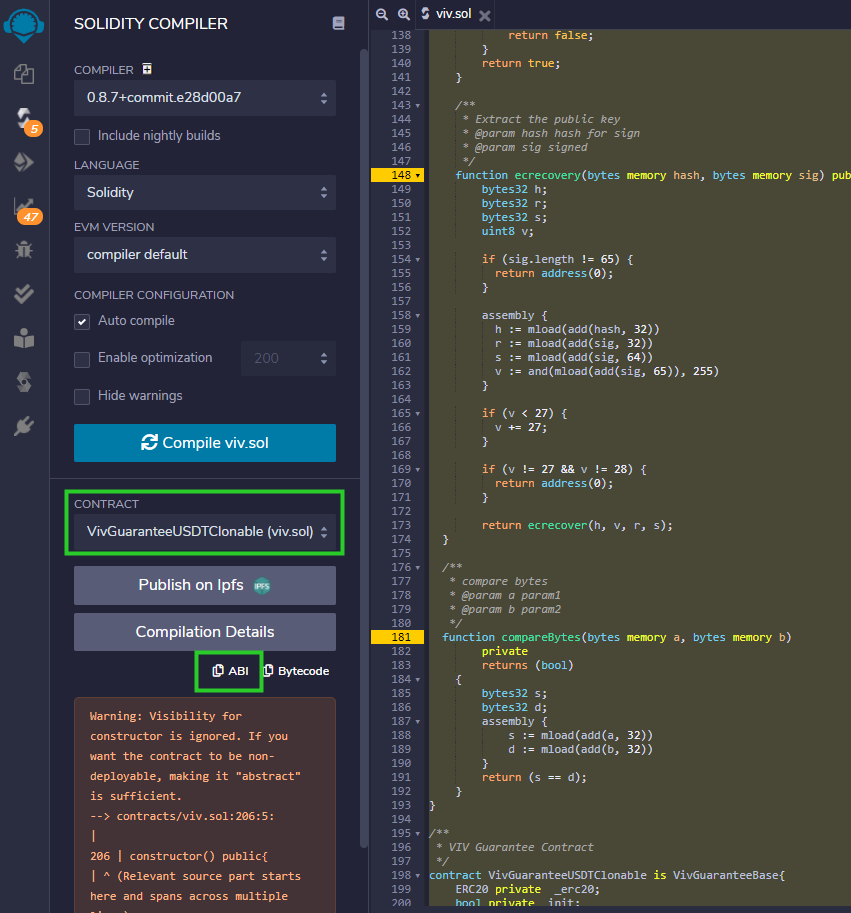 SOLIDITY COMPILER
5
47
COMPILER
0.8.7+commit.e28d00a7
Include nightly builds
LANGUAGE
Solidity
EVM VERSION
compiler default
COMPILER CONFIGURATION
Auto compile
Enable optimization 200
Hide warnings
Compile viv.sol
CONTRACT
VivGuaranteeUSDTClonable (viv.sol)
Publish on Ipfs IPFS
Compilation Details
ABI Bytecode
Warning: Visibility for
constructor is ignored. If you
want the contract to be non-
deployable, making it "abstract"
is sufficient.
--> contracts/viv.sol:206:5:
|
206 | constructor() public{
| ^ (Relevant source part starts
here and spans across multiple
viv.sol
138 return false;
139 }
140 return true;
141 }
142
143 /**
144 * Extract the public key
145 * @param hash hash for sign
146 * @param sig signed
147 */
148 function ecrecovery(bytes memory hash, bytes memory sig) pub
149 bytes32 h;
150 bytes32 r;
151 bytes32 s;
152 uint8 v;
153
154 if (sig.length != 65) {
155 return address(0);
156 }
157
158 assembly {
159 h := mload(add(hash, 32))
160 r := mload(add(sig, 32))
161 s := mload(add(sig, 64))
162 v := and(mload(add(sig, 65)), 255)
163 }
164
165 if (v < 27) {
166 v += 27;
167 }
168
169 if (v != 27 && v != 28) {
170 return address(0);
171 }
172
173 return ecrecover(h, v, r, s);
174 }
175
176 /**
177 * compare bytes
178 * @param a param1
179 * @param b param2
180 */
181 function compareBytes(bytes memory a, bytes memory b)
182 private
183 returns (bool)
184 {
185 bytes32 s;
186 bytes32 d;
187 assembly {
188 s := mload(add(a, 32))
189 d := mload(add(b, 32))
190 }
191 return (s == d);
192 }
193 }
194
195 /**
196 * VIV Guarantee Contract
197 */
198 contract VivGuaranteeUSDTClonable is VivGuaranteeBase{
199 ERC20 private _erc20;
200 bool private _init;